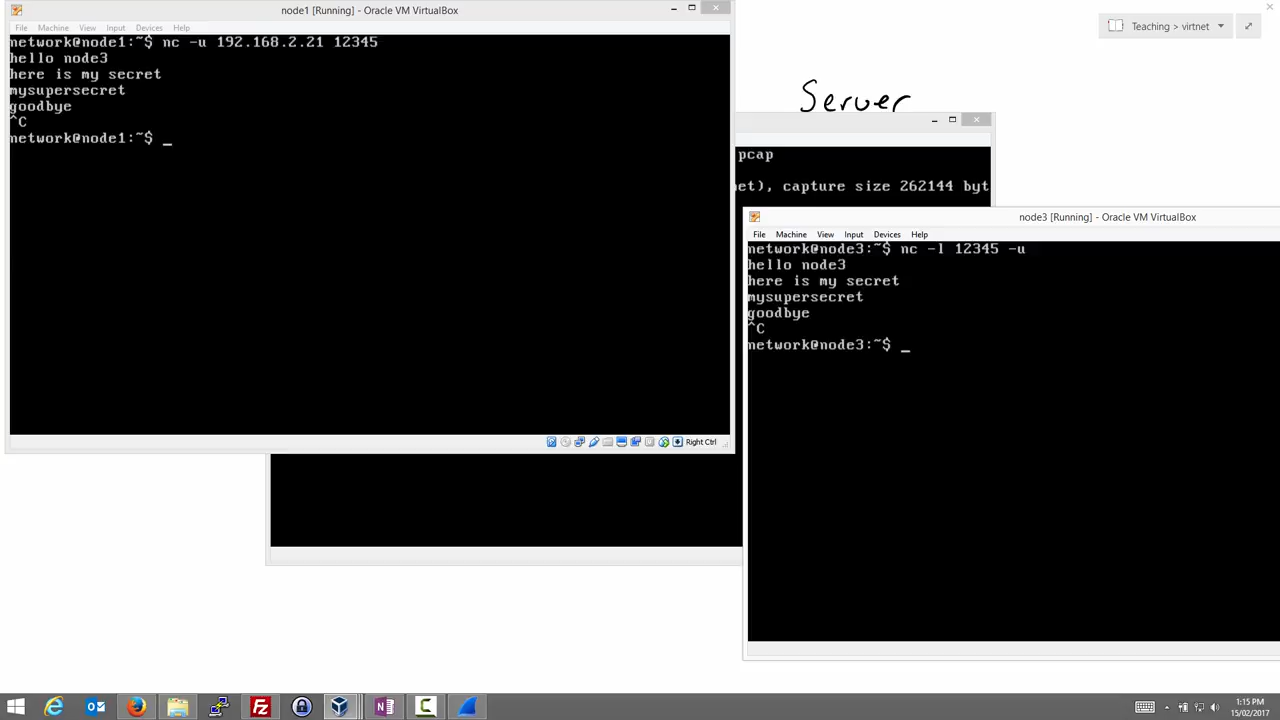 node1 [Running] - Oracle VM VirtualBox
File Machine View Input Devices Help
network@node1:~$ nc -u 192.168.2.21 12345
hello node3
here is my secret
mysupersecret
goodbye
^C
network@node1:~$ _
Right Ctrl
Teaching > virtnet
Server
pcap
et), capture size 262144 byt
node3 [Running] - Oracle VM VirtualBox
File Machine View Input Devices Help
network@node3:~$ nc -l 12345 -u
hello node3
here is my secret
mysupersecret
goodbye
^C
network@node3:~$ _
1:15 PM
15/02/2017